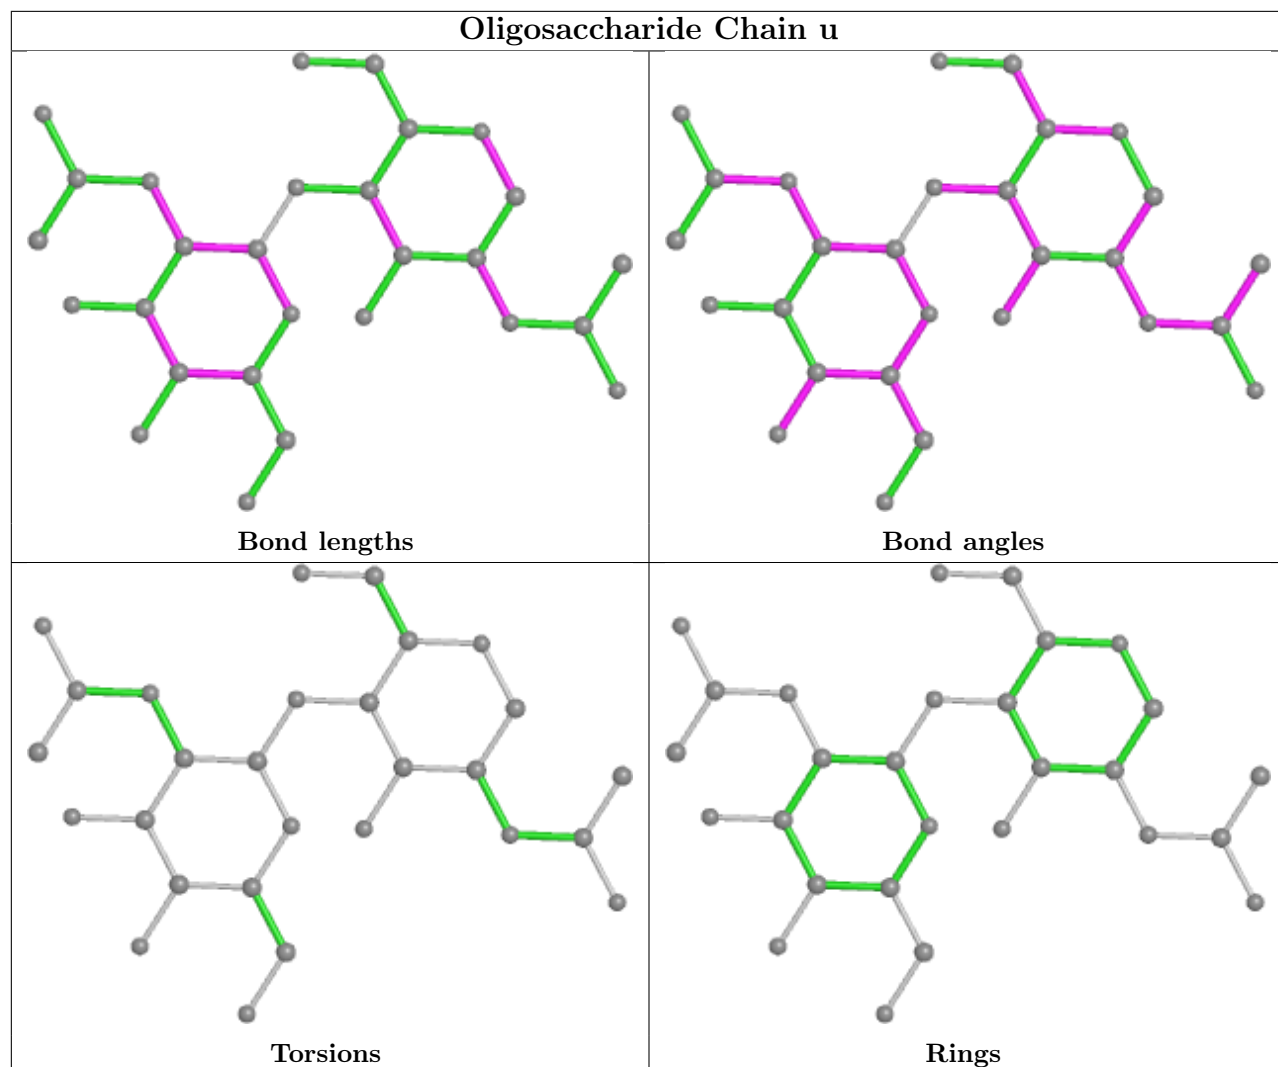 Oligosaccharide Chain u
Bond lengths
Bond angles
Torsions
Rings